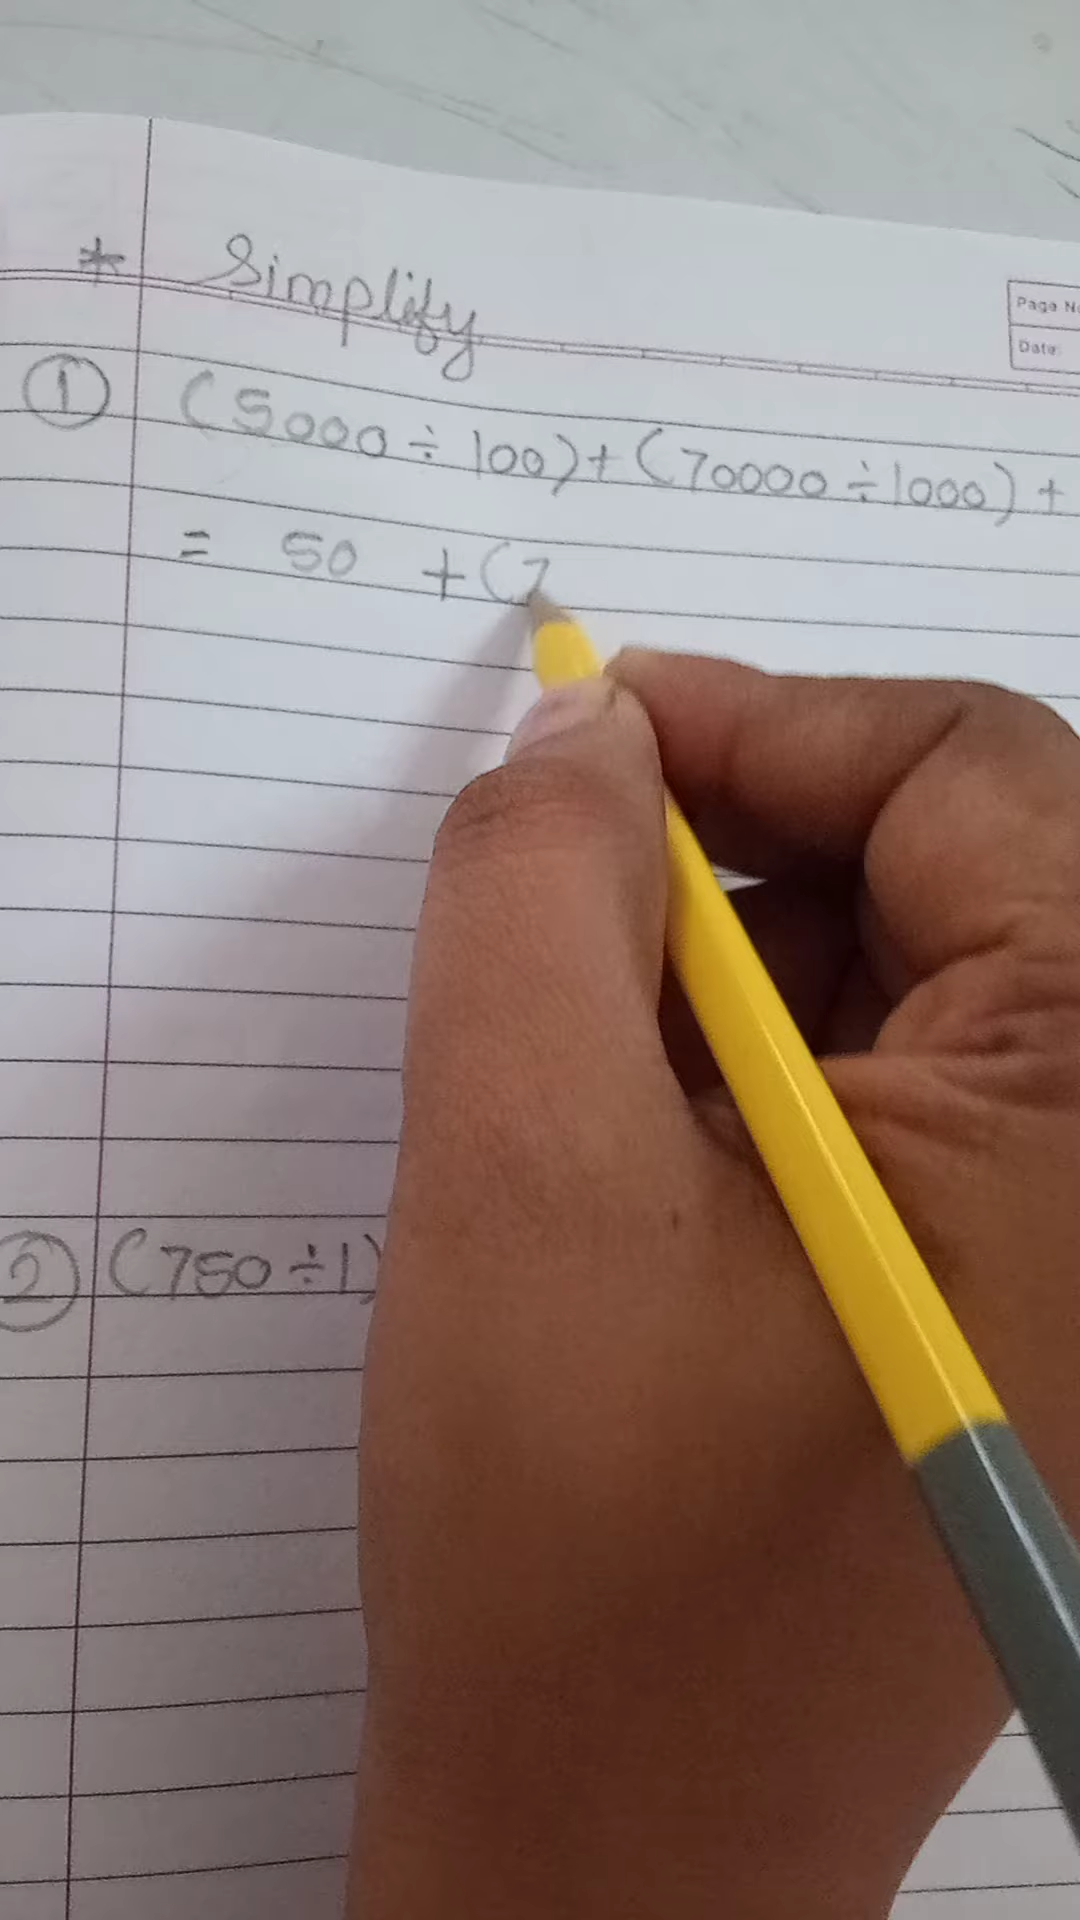 * Simplify
Page No
Date:
① (5000 ÷ 100) + (70000 ÷ 1000) +
= 50 + (7
② (750 ÷ 1)